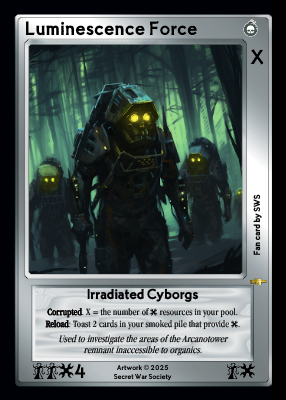 Luminescence Force
X
Fan card by SWS
Irradiated Cyborgs
Corrupted. X = the number of ⌘ resources in your pool.
Reload: Toast 2 cards in your smoked pile that provide ⌘.
Used to investigate the areas of the Arcanotower
remnant inaccessible to organics.
4
Artwork © 2025
Secret War Society